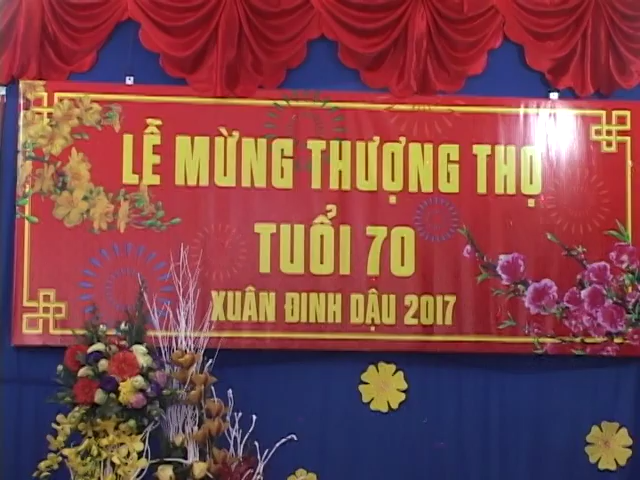 LỄ MỪNG THƯỢNG THỌ
TUỔI 70
XUÂN ĐINH DẬU 2017